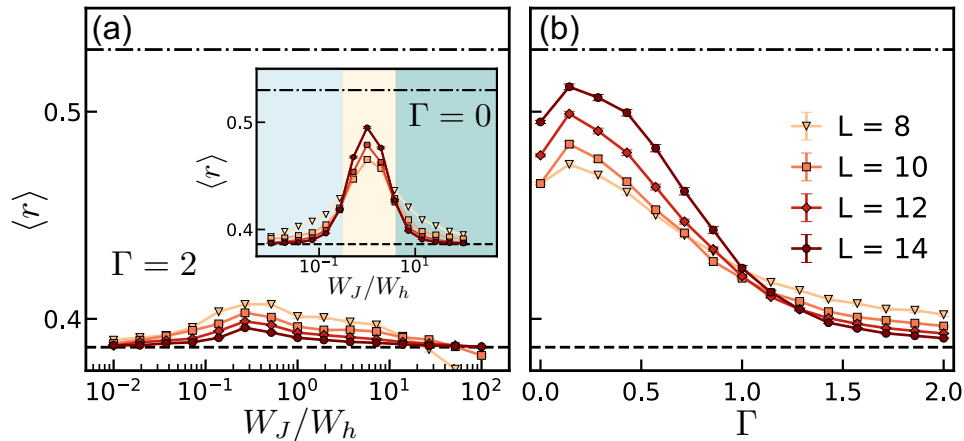 (a)
⟨r⟩
0.5
0.4
Γ = 2
10⁻² 10⁻¹ 10⁰ 10¹ 10²
W_J/W_h
Γ = 0
⟨r⟩
0.5
0.4
10⁻¹ 10¹
W_J/W_h
(b)
L = 8
L = 10
L = 12
L = 14
0.0 0.5 1.0 1.5 2.0
Γ